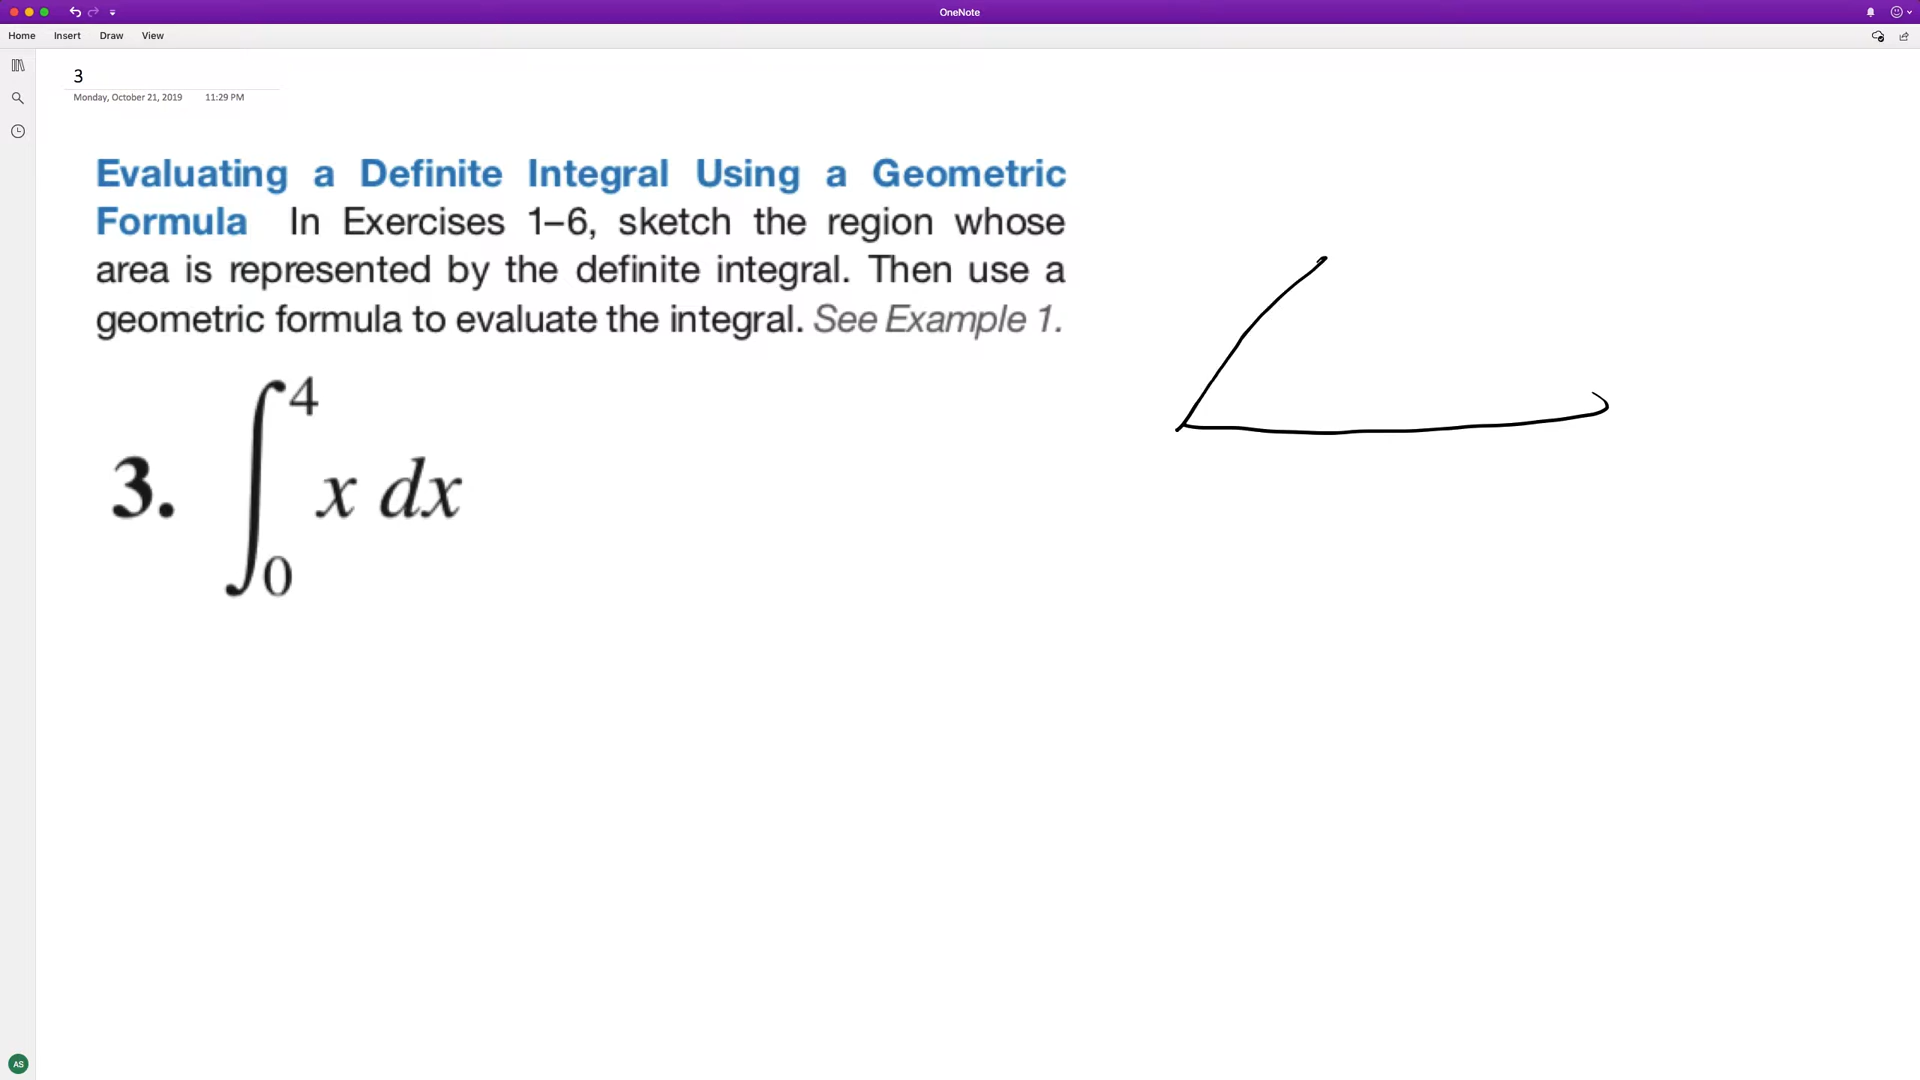 OneNote
Home Insert Draw View
3
Monday, October 21, 2019 11:29 PM
Evaluating a Definite Integral Using a Geometric
Formula In Exercises 1–6, sketch the region whose
area is represented by the definite integral. Then use a
geometric formula to evaluate the integral. See Example 1.
3. ∫₀⁴ x dx
AS